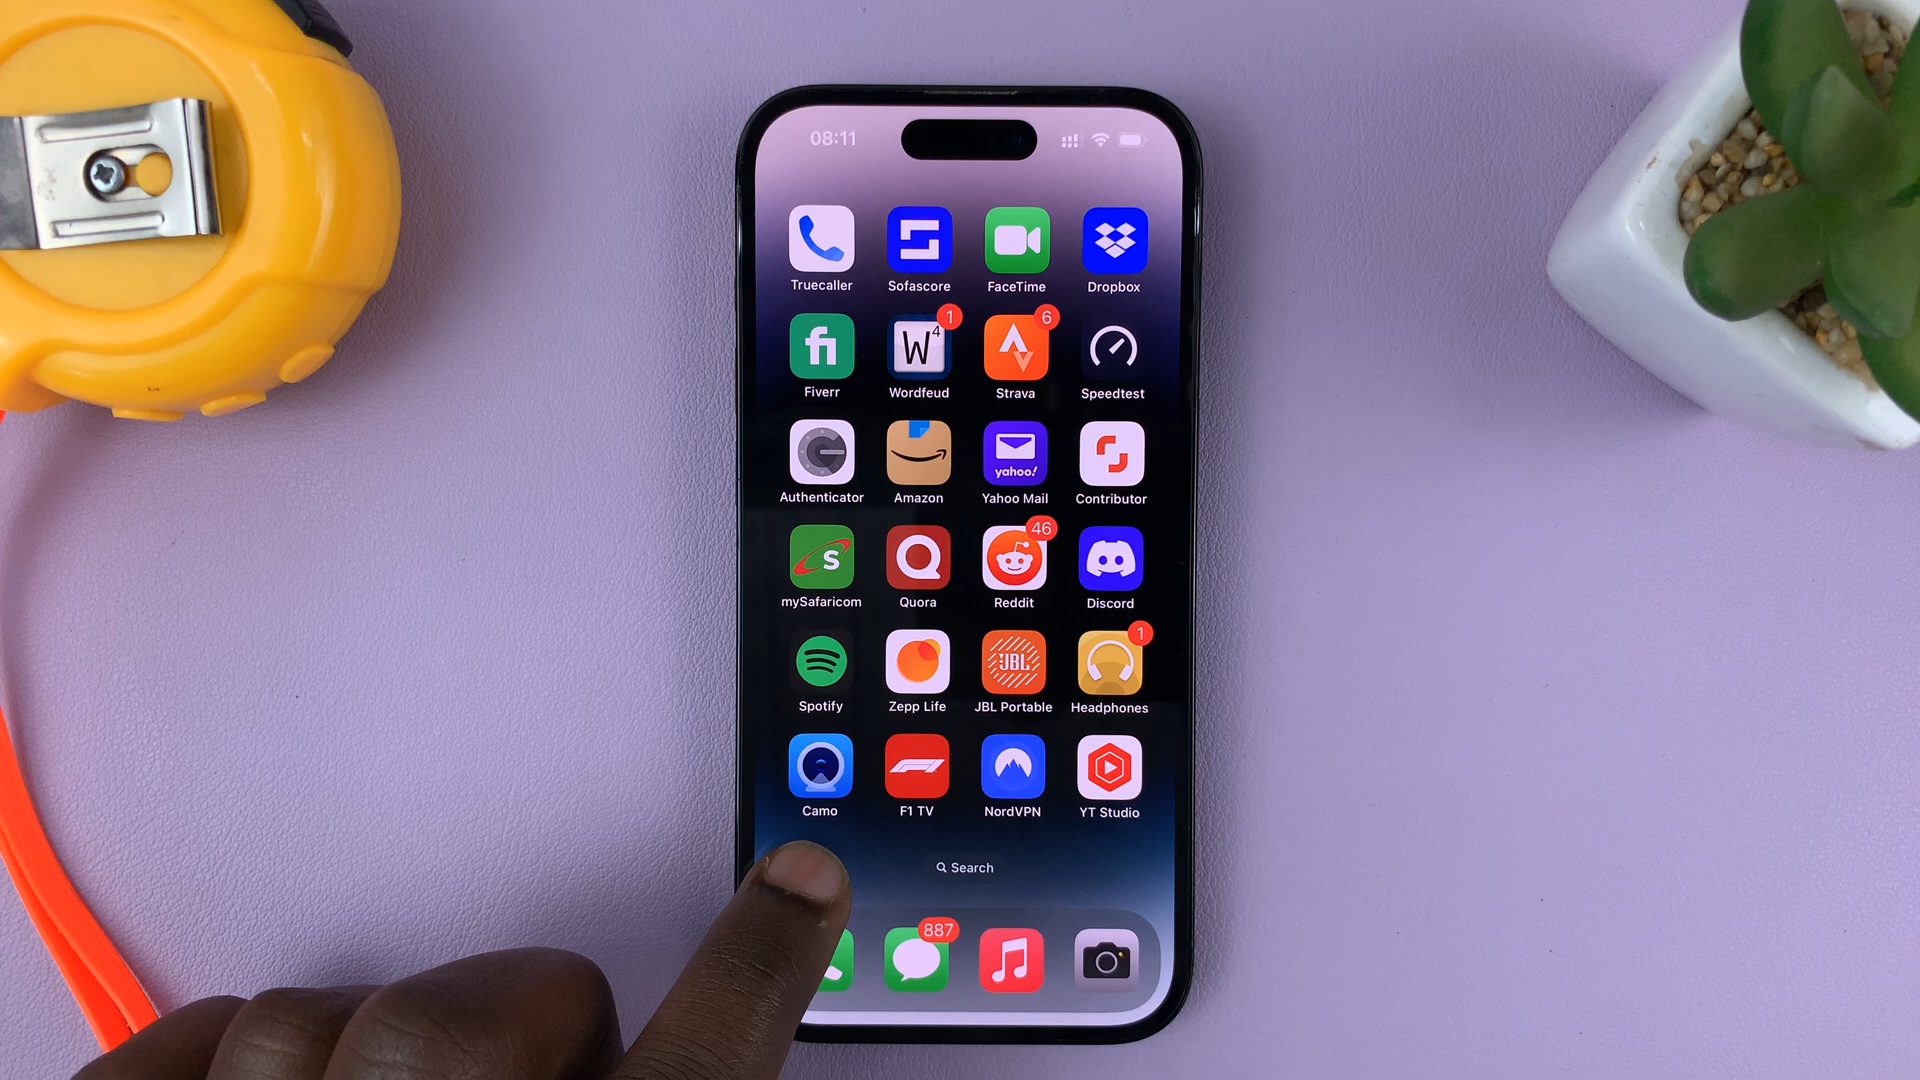 08:11
Truecaller Sofascore FaceTime Dropbox
fi W 4 1 6
Fiverr Wordfeud Strava Speedtest
yahoo!
Authenticator Amazon Yahoo Mail Contributor
S Q 46
mySafaricom Quora Reddit Discord
JBL 1
Spotify Zepp Life JBL Portable Headphones
F1
Camo F1 TV NordVPN YT Studio
Search
887